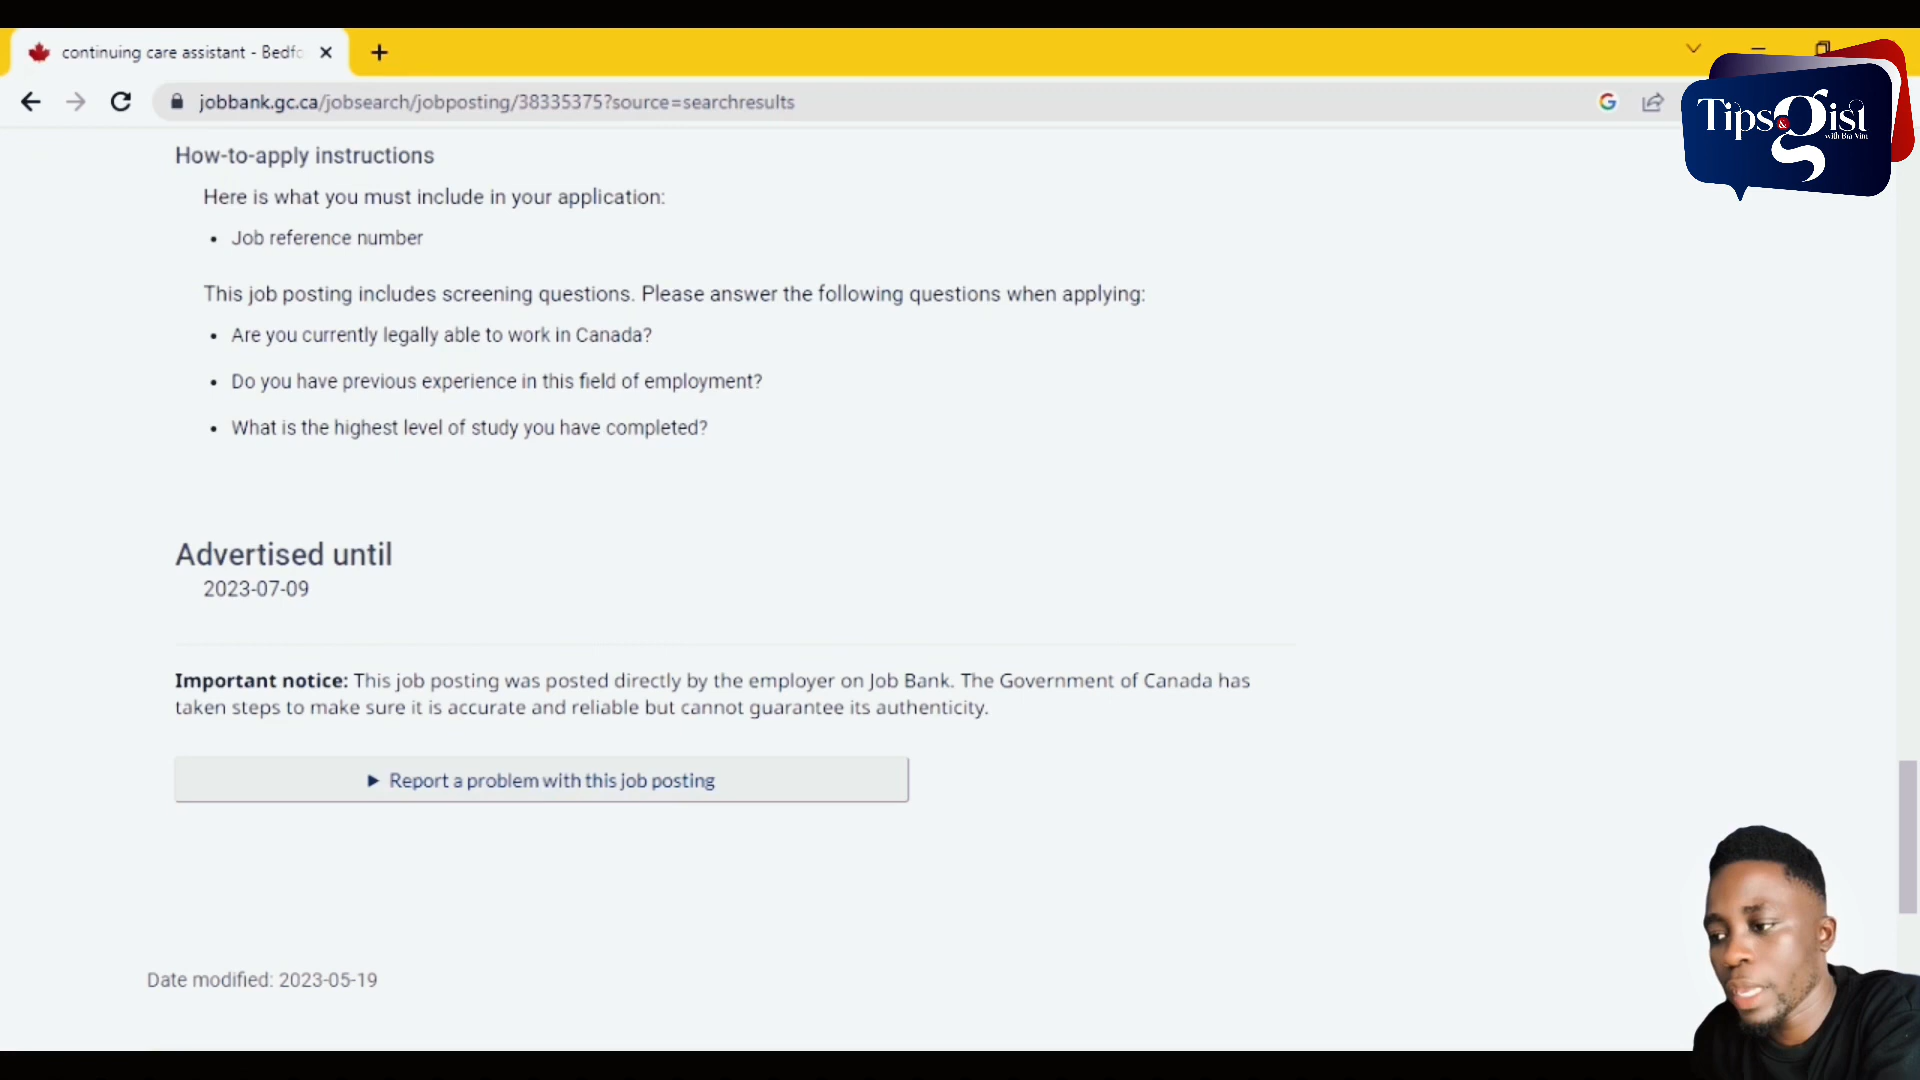 continuing care assistant - Bedf
jobbank.gc.ca/jobsearch/jobposting/38335375?source=searchresults
Tips & gist
with Bra Vin
How-to-apply instructions
Here is what you must include in your application:
• Job reference number
This job posting includes screening questions. Please answer the following questions when applying:
• Are you currently legally able to work in Canada?
• Do you have previous experience in this field of employment?
• What is the highest level of study you have completed?
Advertised until
2023-07-09
Important notice: This job posting was posted directly by the employer on Job Bank. The Government of Canada has
taken steps to make sure it is accurate and reliable but cannot guarantee its authenticity.
Report a problem with this job posting
Date modified: 2023-05-19